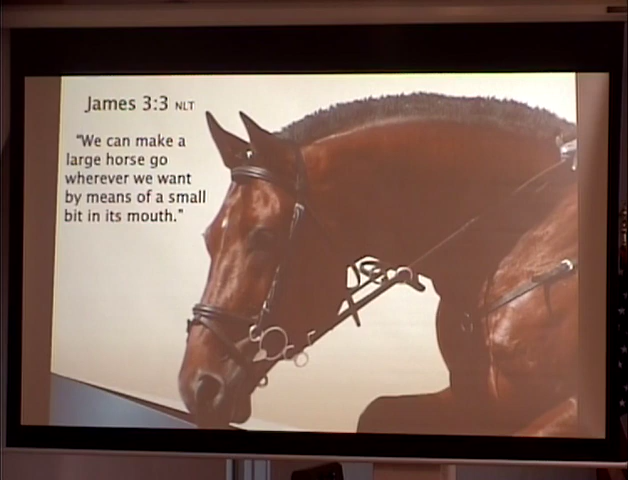 James 3:3 NLT
"We can make a
large horse go
wherever we want
by means of a small
bit in its mouth."